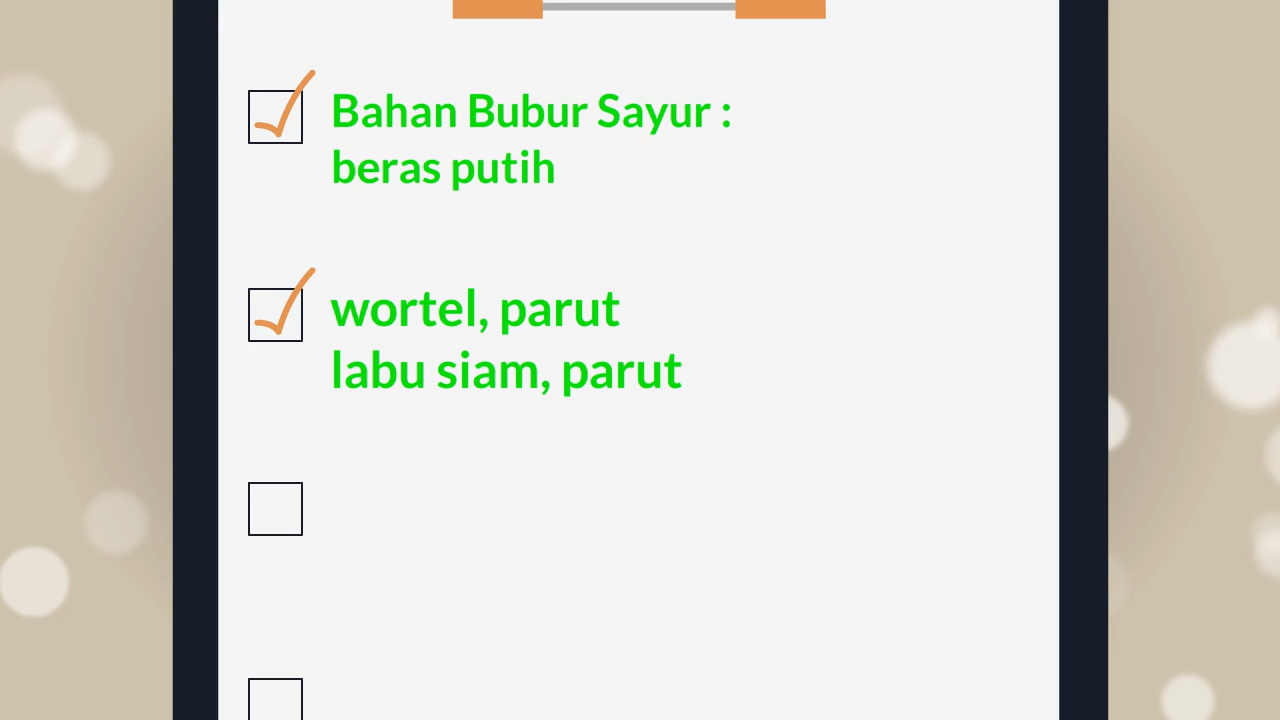 Bahan Bubur Sayur :
beras putih
wortel, parut
labu siam, parut